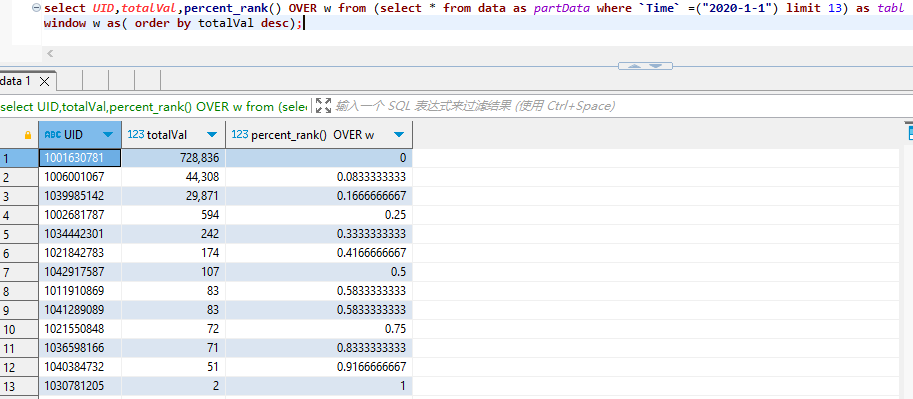 select UID,totalVal,percent_rank() OVER w from (select * from data as partData where `Time` =("2020-1-1") limit 13) as tabl
window w as( order by totalVal desc);
data 1
select UID,totalVal,percent_rank() OVER w from (selec 输入一个 SQL 表达式来过滤结果 (使用 Ctrl+Space)
ABC UID 123 totalVal 123 percent_rank() OVER w
1 1001630781 728,836 0
2 1006001067 44,308 0.0833333333
3 1039985142 29,871 0.1666666667
4 1002681787 594 0.25
5 1034442301 242 0.3333333333
6 1021842783 174 0.4166666667
7 1042917587 107 0.5
8 1011910869 83 0.5833333333
9 1041289089 83 0.5833333333
10 1021550848 72 0.75
11 1036598166 71 0.8333333333
12 1040384732 51 0.9166666667
13 1030781205 2 1